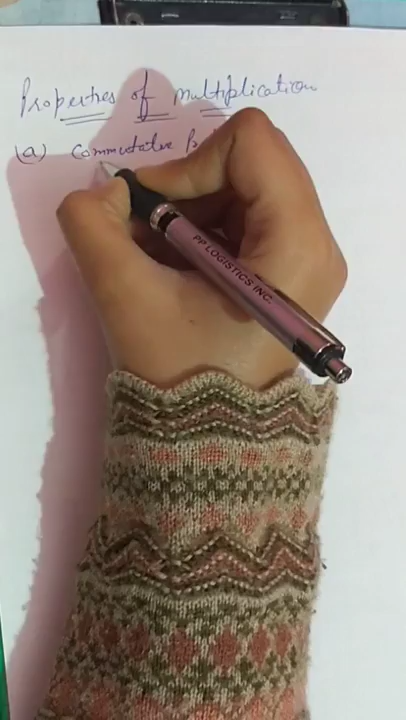 Properties of multiplication
(a) Commutative
PP LOGISTICS INC.